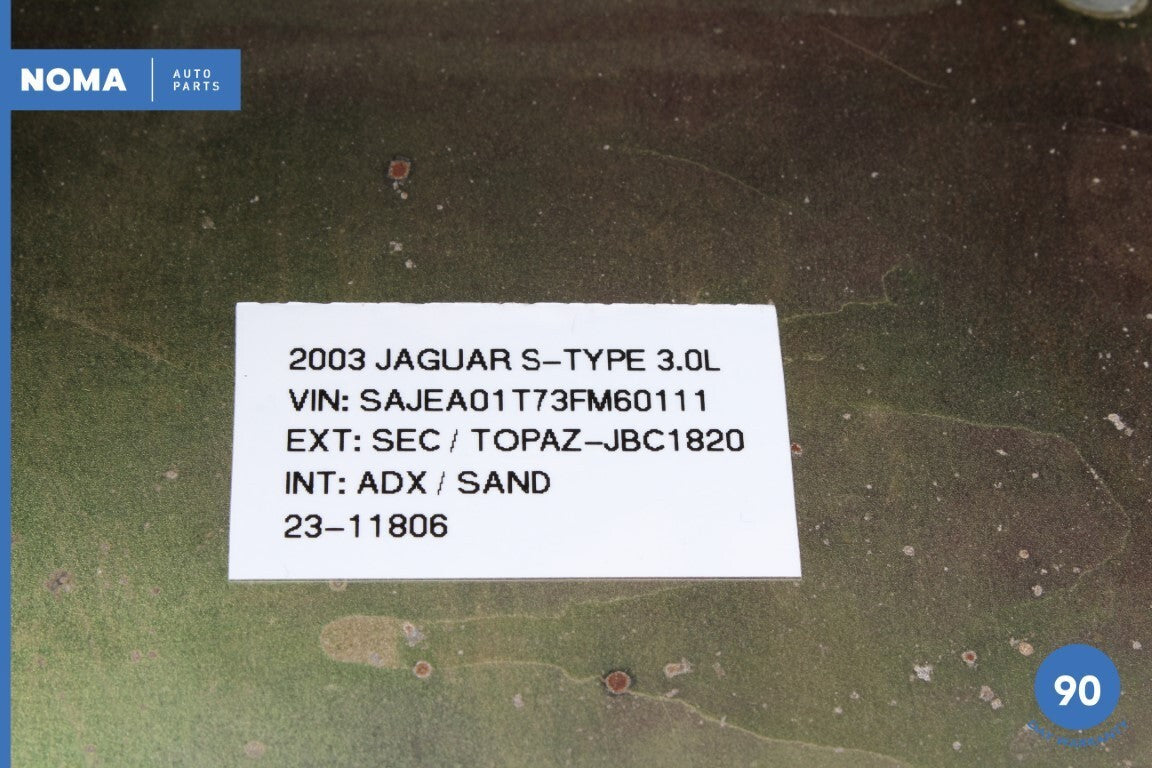 NOMA
AUTO
PARTS
2003 JAGUAR S-TYPE 3.0L
VIN: SAJEA01T73FM60111
EXT: SEC / TOPAZ-JBC1820
INT: ADX / SAND
23-11806
90